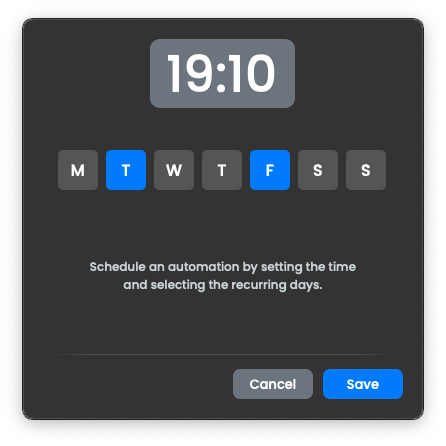 19:10
M T W T F S S
Schedule an automation by setting the time
and selecting the recurring days.
Cancel Save